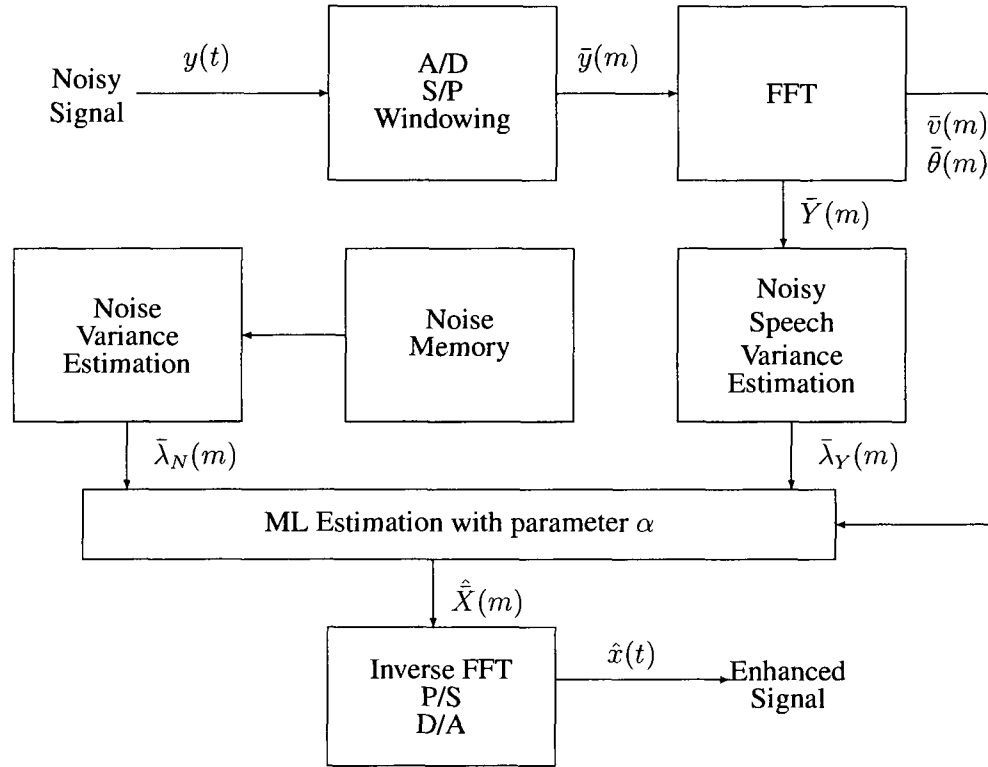 Noisy
Signal
y(t)
A/D
S/P
Windowing
ȳ(m)
FFT
v̄(m)
θ̄(m)
Ȳ(m)
Noise
Variance
Estimation
Noise
Memory
Noisy
Speech
Variance
Estimation
λ̄_N(m)
λ̄_Y(m)
ML Estimation with parameter α
X̄̂(m)
Inverse FFT
P/S
D/A
x̂(t)
Enhanced
Signal